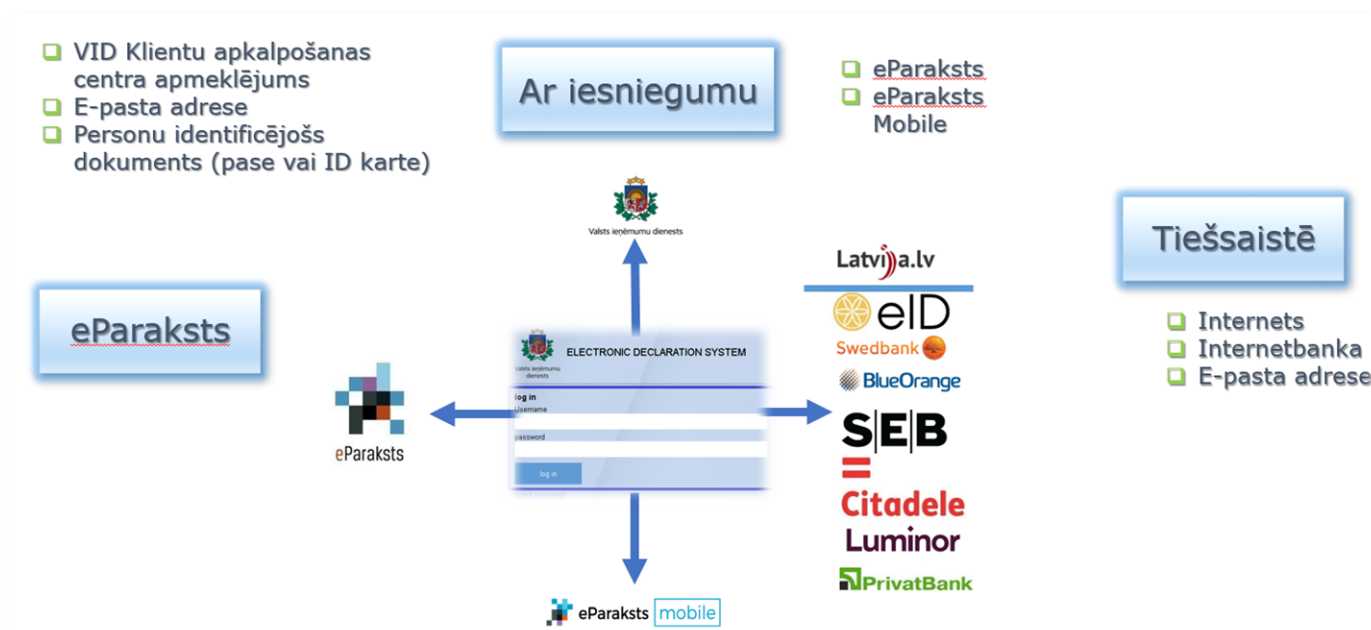 VID Klientu apkalpošanas
centra apmeklējums
E-pasta adrese
Personu identificējošs
dokuments (pase vai ID karte)
Ar iesniegumu
eParaksts
eParaksts
Mobile
Valsts ieņēmumu dienests
Tiešsaistē
Internets
Internetbanka
E-pasta adrese
eParaksts
eParaksts
Valsts ieņēmumu
dienests
ELECTRONIC DECLARATION SYSTEM
log in
Username
password
log in
Latvija.lv
eID
Swedbank
BlueOrange
SEB
Citadele
Luminor
PrivatBank
eParaksts mobile